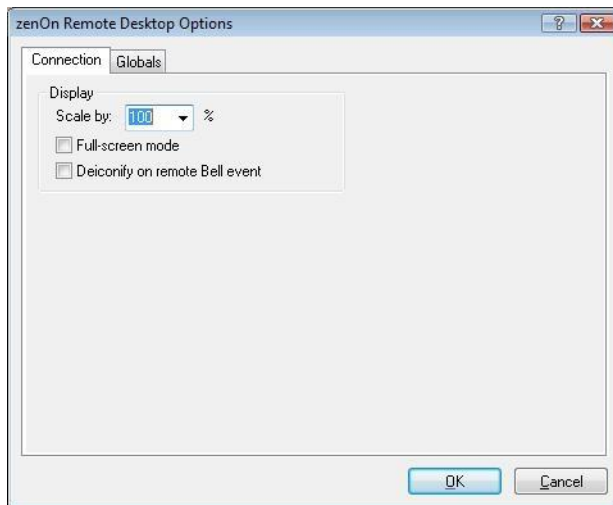 zenOn Remote Desktop Options
Connection Globals
Display
Scale by: 100 %
Full-screen mode
Deiconify on remote Bell event
OK Cancel